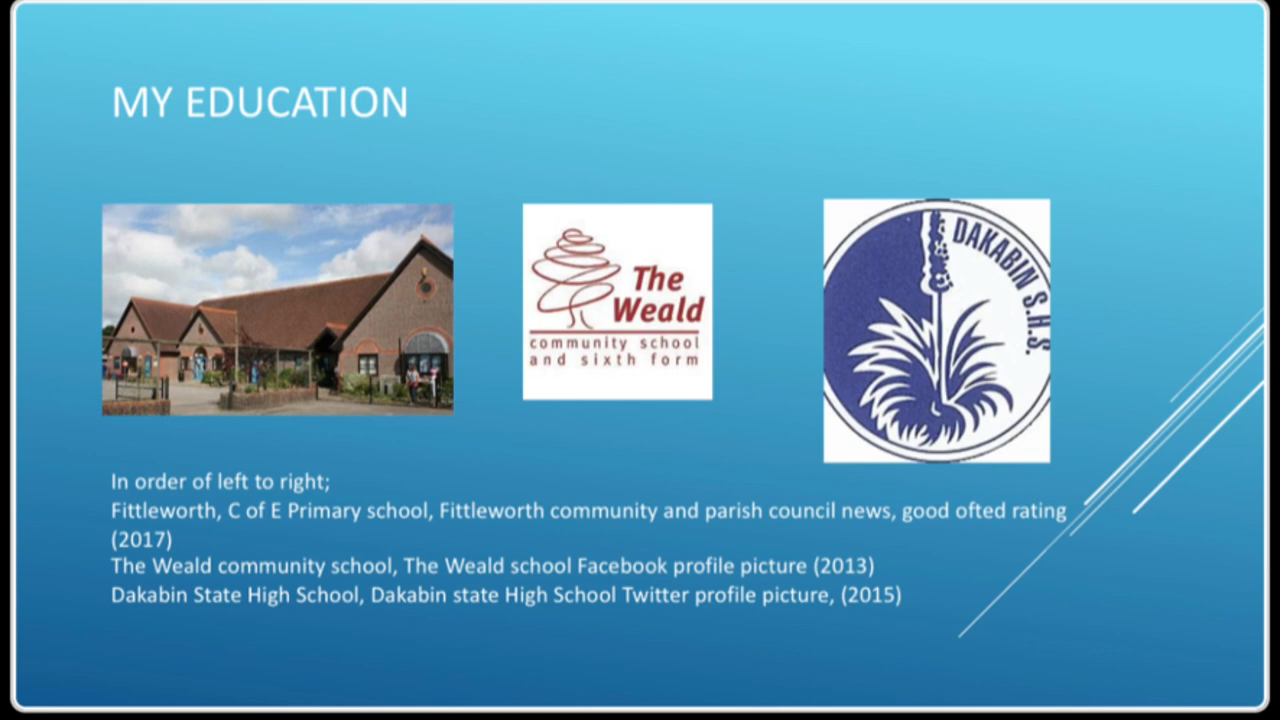 MY EDUCATION
The
Weald
community school
and sixth form
DAKABIN S.H.S.
In order of left to right;
Fittleworth, C of E Primary school, Fittleworth community and parish council news, good ofted rating
(2017)
The Weald community school, The Weald school Facebook profile picture (2013)
Dakabin State High School, Dakabin state High School Twitter profile picture, (2015)